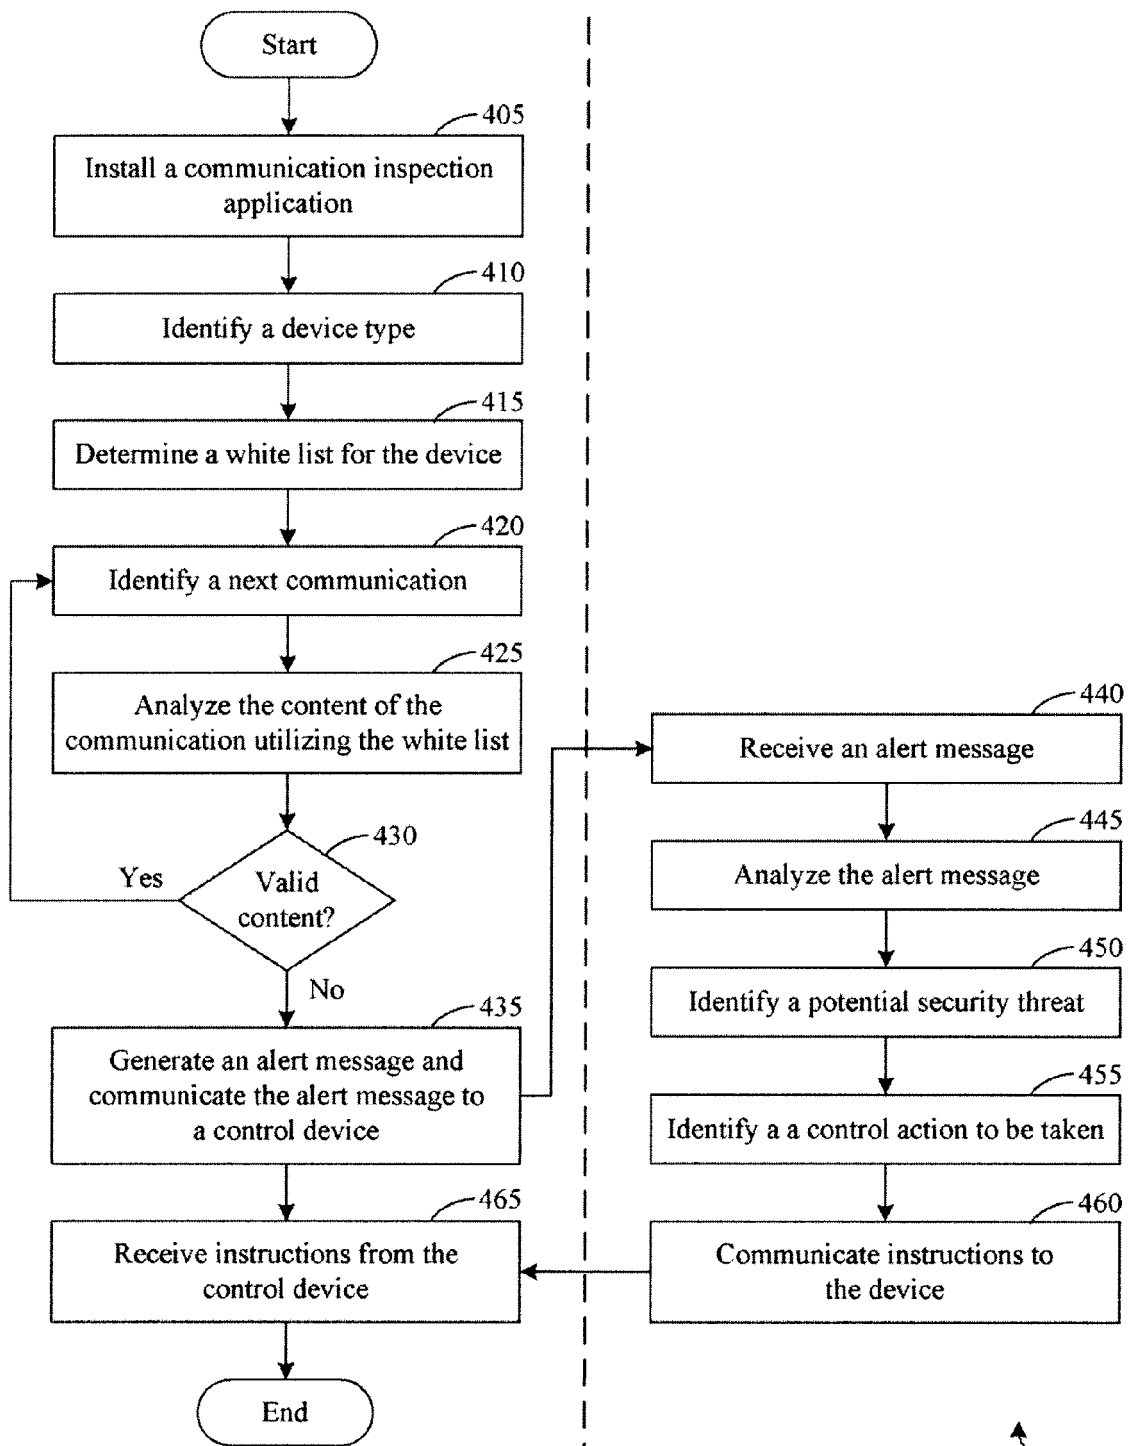 Start
405
Install a communication inspection
application
410
Identify a device type
415
Determine a white list for the device
420
Identify a next communication
425
Analyze the content of the
communication utilizing the white list
430
Yes
Valid
content?
No
435
Generate an alert message and
communicate the alert message to
a control device
465
Receive instructions from the
control device
End
440
Receive an alert message
445
Analyze the alert message
450
Identify a potential security threat
455
Identify a a control action to be taken
460
Communicate instructions to
the device